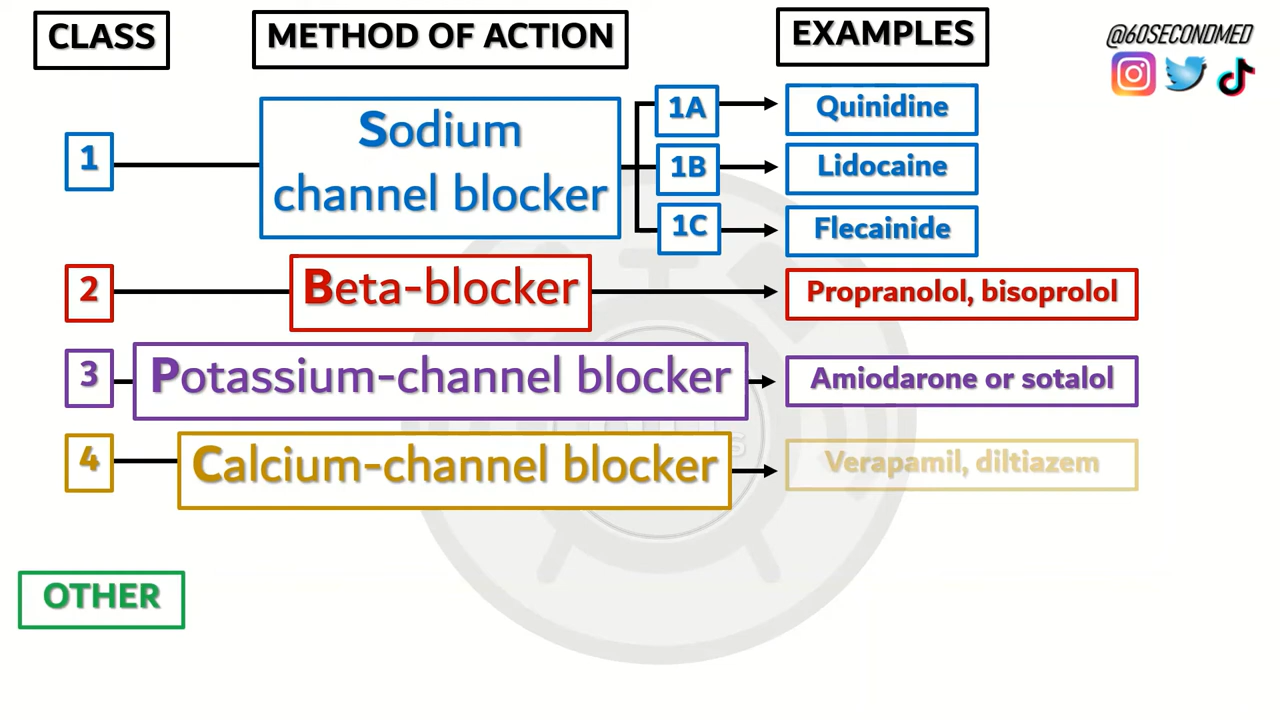 CLASS
METHOD OF ACTION
EXAMPLES
@60SECONDMED
1
Sodium
channel blocker
1A
Quinidine
1B
Lidocaine
1C
Flecainide
2
Beta-blocker
Propranolol, bisoprolol
3
Potassium-channel blocker
Amiodarone or sotalol
4
Calcium-channel blocker
Verapamil, diltiazem
OTHER